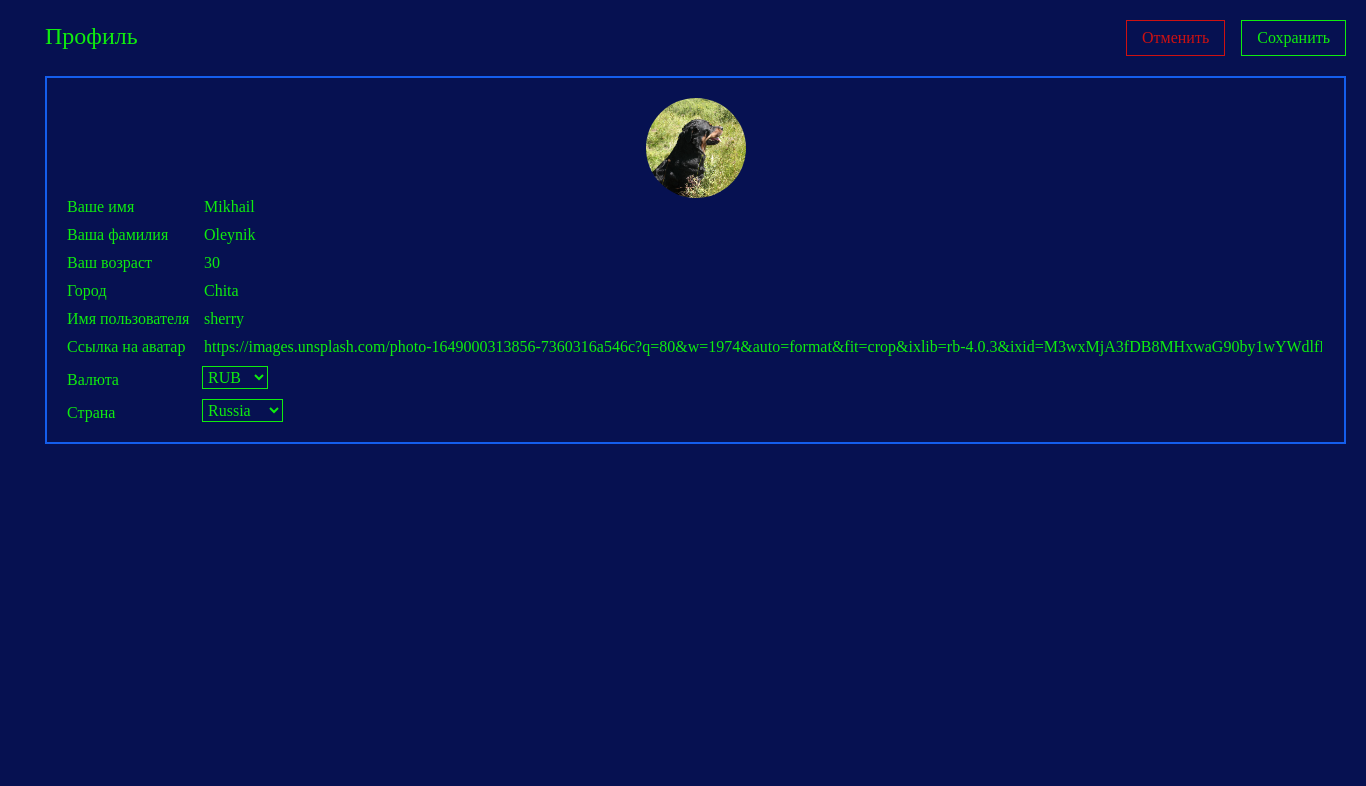 Профиль
Отменить
Сохранить
Ваше имя Mikhail
Ваша фамилия Oleynik
Ваш возраст 30
Город Chita
Имя пользователя sherry
Ссылка на аватар https://images.unsplash.com/photo-1649000313856-7360316a546c?q=80&w=1974&auto=format&fit=crop&ixlib=rb-4.0.3&ixid=M3wxMjA3fDB8MHxwaG90by1wYWdlf
Валюта RUB
Страна Russia